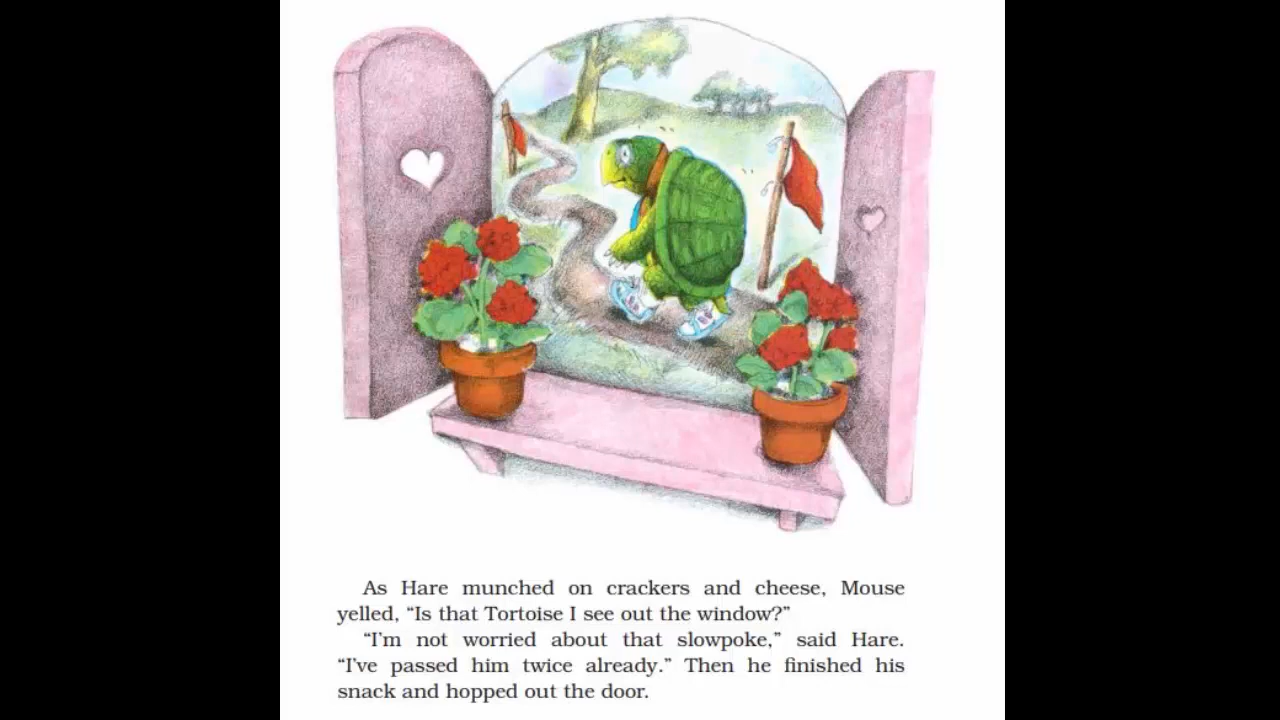 As Hare munched on crackers and cheese, Mouse
yelled, “Is that Tortoise I see out the window?”
“I’m not worried about that slowpoke,” said Hare.
“I’ve passed him twice already.” Then he finished his
snack and hopped out the door.